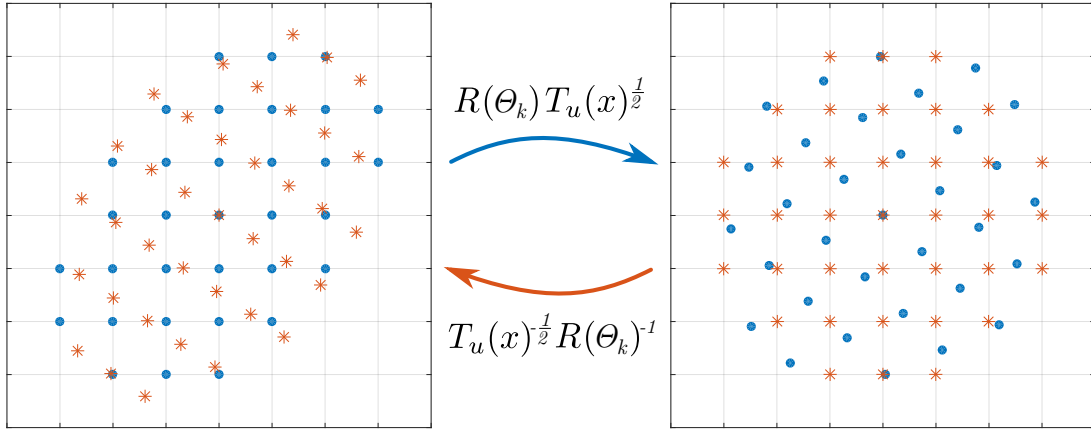 R(Θ_k) T_u(x)^{1/2}
T_u(x)^{-1/2} R(Θ_k)^{-1}